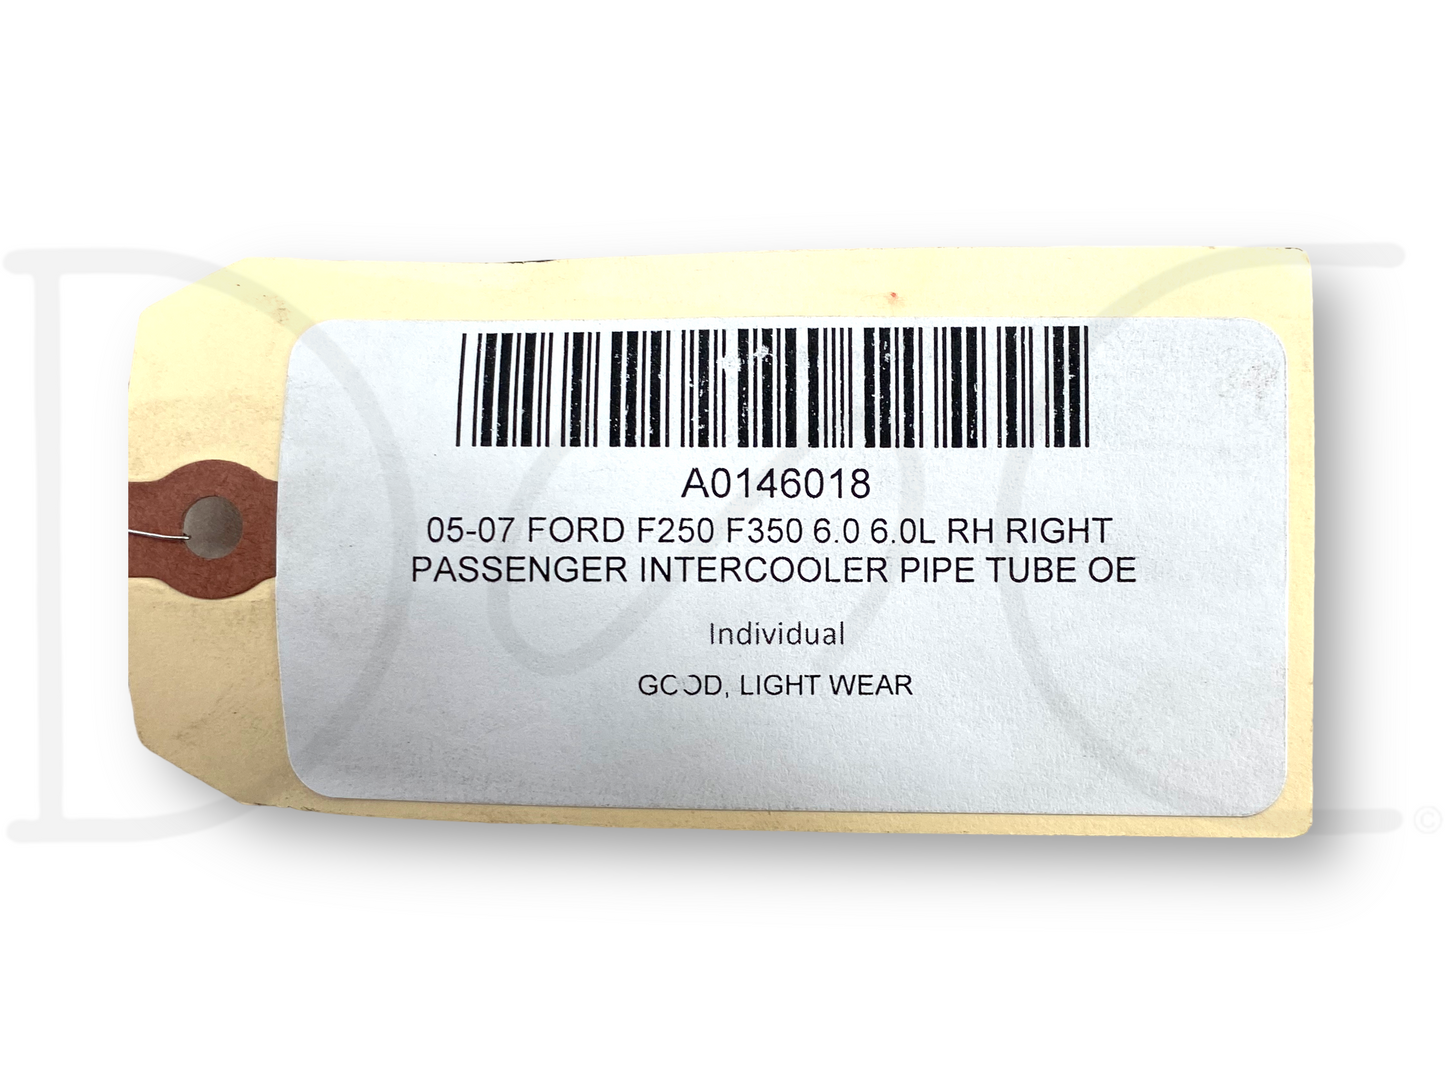 A0146018
05-07 FORD F250 F350 6.0 6.0L RH RIGHT
PASSENGER INTERCOOLER PIPE TUBE OE
Individual
GOOD, LIGHT WEAR
©